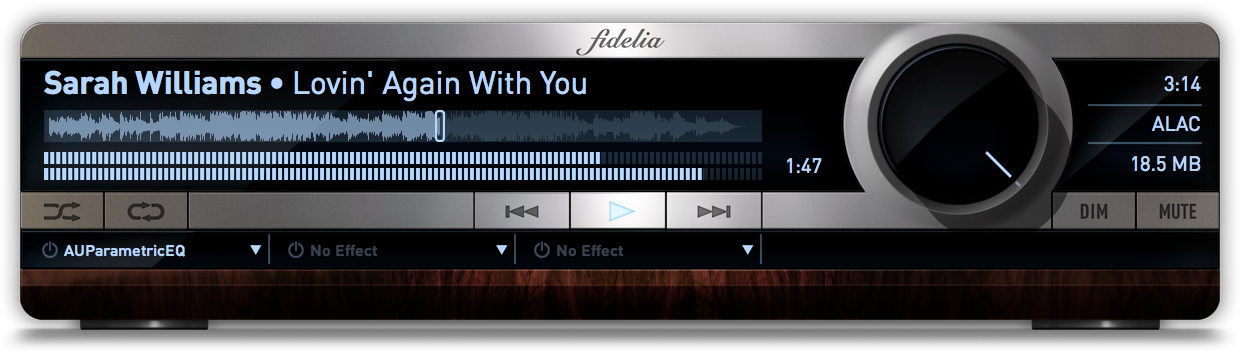 fidelia
Sarah Williams • Lovin' Again With You
3:14
ALAC
1:47
18.5 MB
DIM
MUTE
AUParametricEQ
No Effect
No Effect